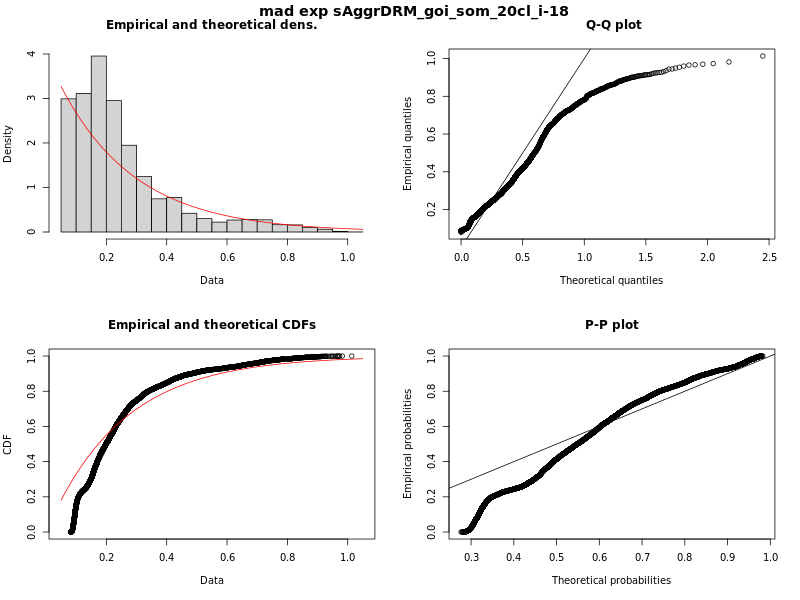 mad exp sAggrDRM_goi_som_20cl_i-18
Empirical and theoretical dens.
Density
0 1 2 3 4
0.2 0.4 0.6 0.8 1.0
Data
Q-Q plot
Empirical quantiles
0.2 0.4 0.6 0.8 1.0
0.0 0.5 1.0 1.5 2.0 2.5
Theoretical quantiles
Empirical and theoretical CDFs
CDF
0.0 0.2 0.4 0.6 0.8 1.0
0.2 0.4 0.6 0.8 1.0
Data
P-P plot
Empirical probabilities
0.0 0.2 0.4 0.6 0.8 1.0
0.3 0.4 0.5 0.6 0.7 0.8 0.9 1.0
Theoretical probabilities